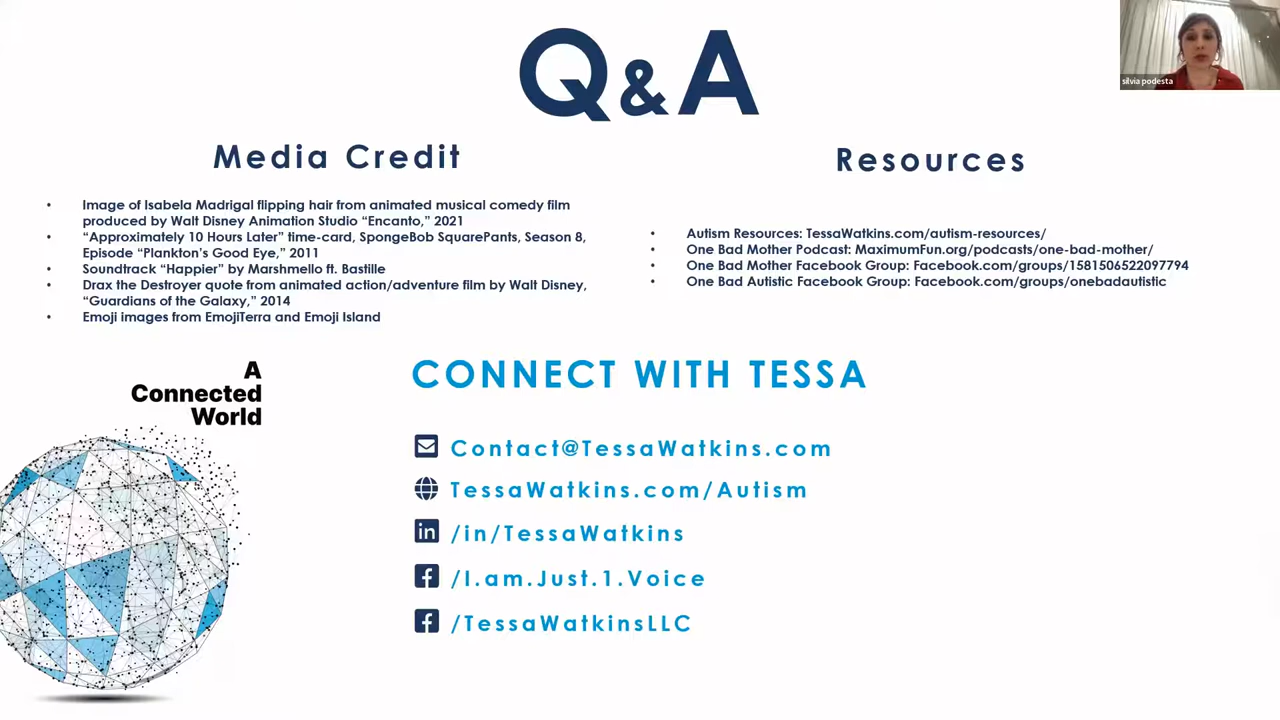 Q&A
silvia podesta
Media Credit
• Image of Isabela Madrigal flipping hair from animated musical comedy film
produced by Walt Disney Animation Studio “Encanto,” 2021
• “Approximately 10 Hours Later” time-card, SpongeBob SquarePants, Season 8,
Episode “Plankton’s Good Eye,” 2011
• Soundtrack “Happier” by Marshmello ft. Bastille
• Drax the Destroyer quote from animated action/adventure film by Walt Disney,
“Guardians of the Galaxy,” 2014
• Emoji images from EmojiTerra and Emoji Island
Resources
• Autism Resources: TessaWatkins.com/autism-resources/
• One Bad Mother Podcast: MaximumFun.org/podcasts/one-bad-mother/
• One Bad Mother Facebook Group: Facebook.com/groups/1581506522097794
• One Bad Autistic Facebook Group: Facebook.com/groups/onebadautistic
A
Connected
World
CONNECT WITH TESSA
Contact@TessaWatkins.com
TessaWatkins.com/Autism
in /in/TessaWatkins
/I.am.Just.1.Voice
/TessaWatkinsLLC